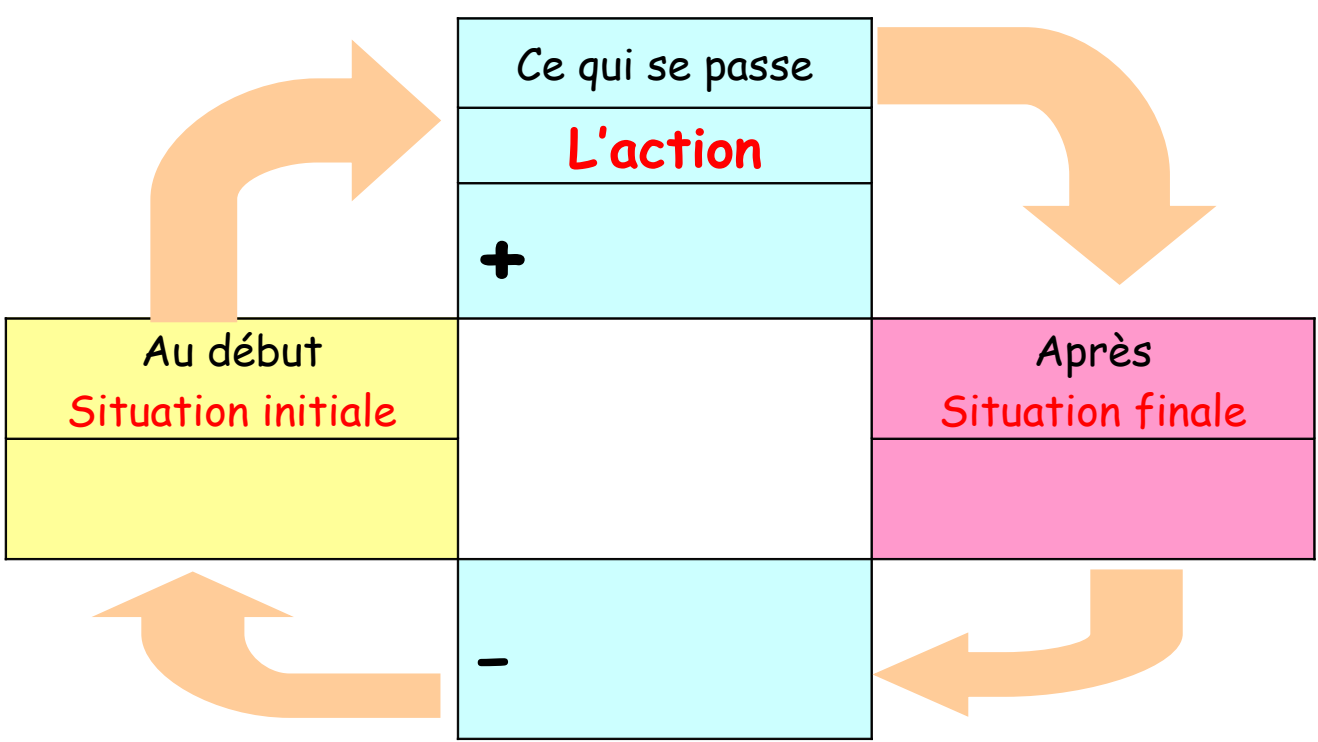 Ce qui se passe
L’action
+
Au début
Situation initiale
Après
Situation finale
-